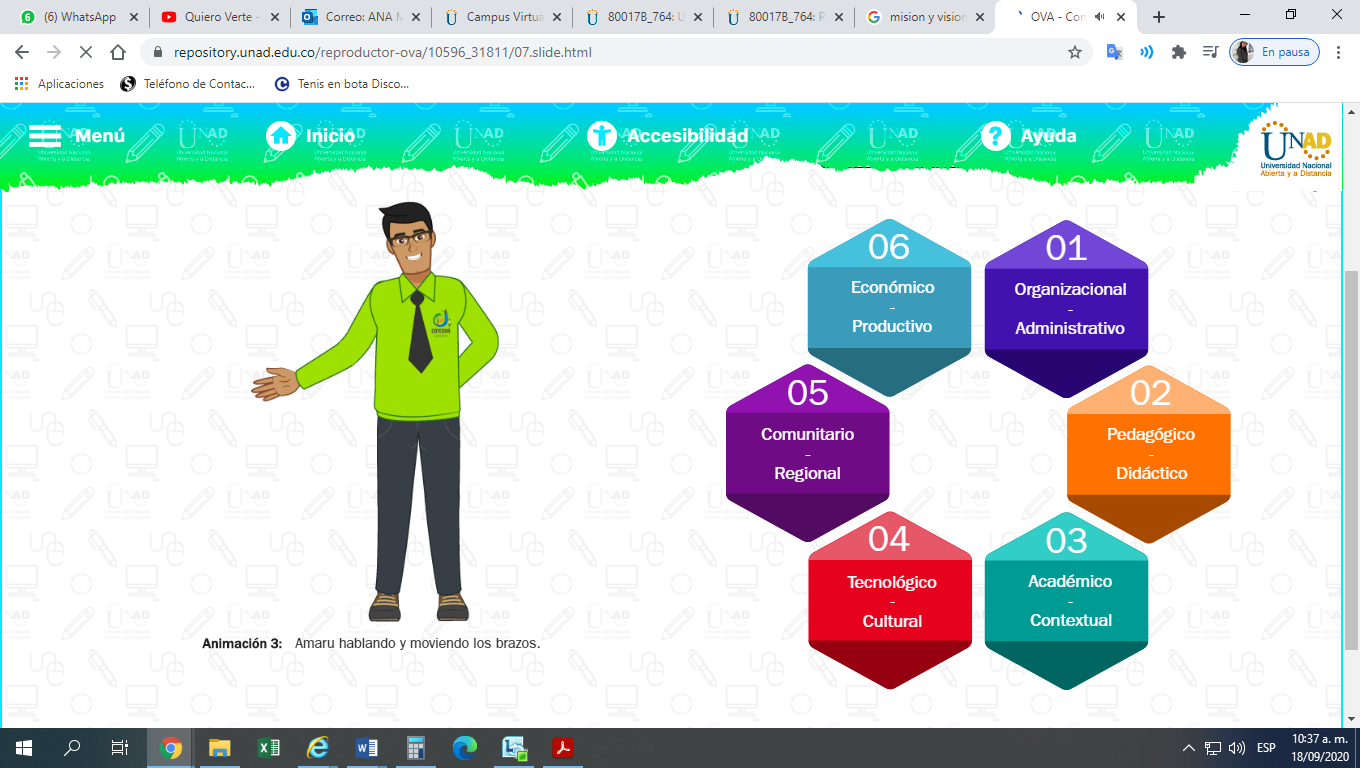 (6) WhatsApp
Quiero Verte -
Correo: ANA M
Campus Virtua
80017B_764: U
80017B_764: P
mision y vision
OVA - Con
repository.unad.edu.co/reproductor-ova/10596_31811/07.slide.html
En pausa
Aplicaciones
Teléfono de Contac...
Tenis en bota Disco...
Menú
Inicio
Accesibilidad
Ayuda
UNAD
Universidad Nacional
Abierta y a Distancia
06
Económico
-
Productivo
01
Organizacional
-
Administrativo
05
Comunitario
-
Regional
02
Pedagógico
-
Didáctico
04
Tecnológico
-
Cultural
03
Académico
-
Contextual
Animación 3: Amaru hablando y moviendo los brazos.
ESP
10:37 a. m.
18/09/2020